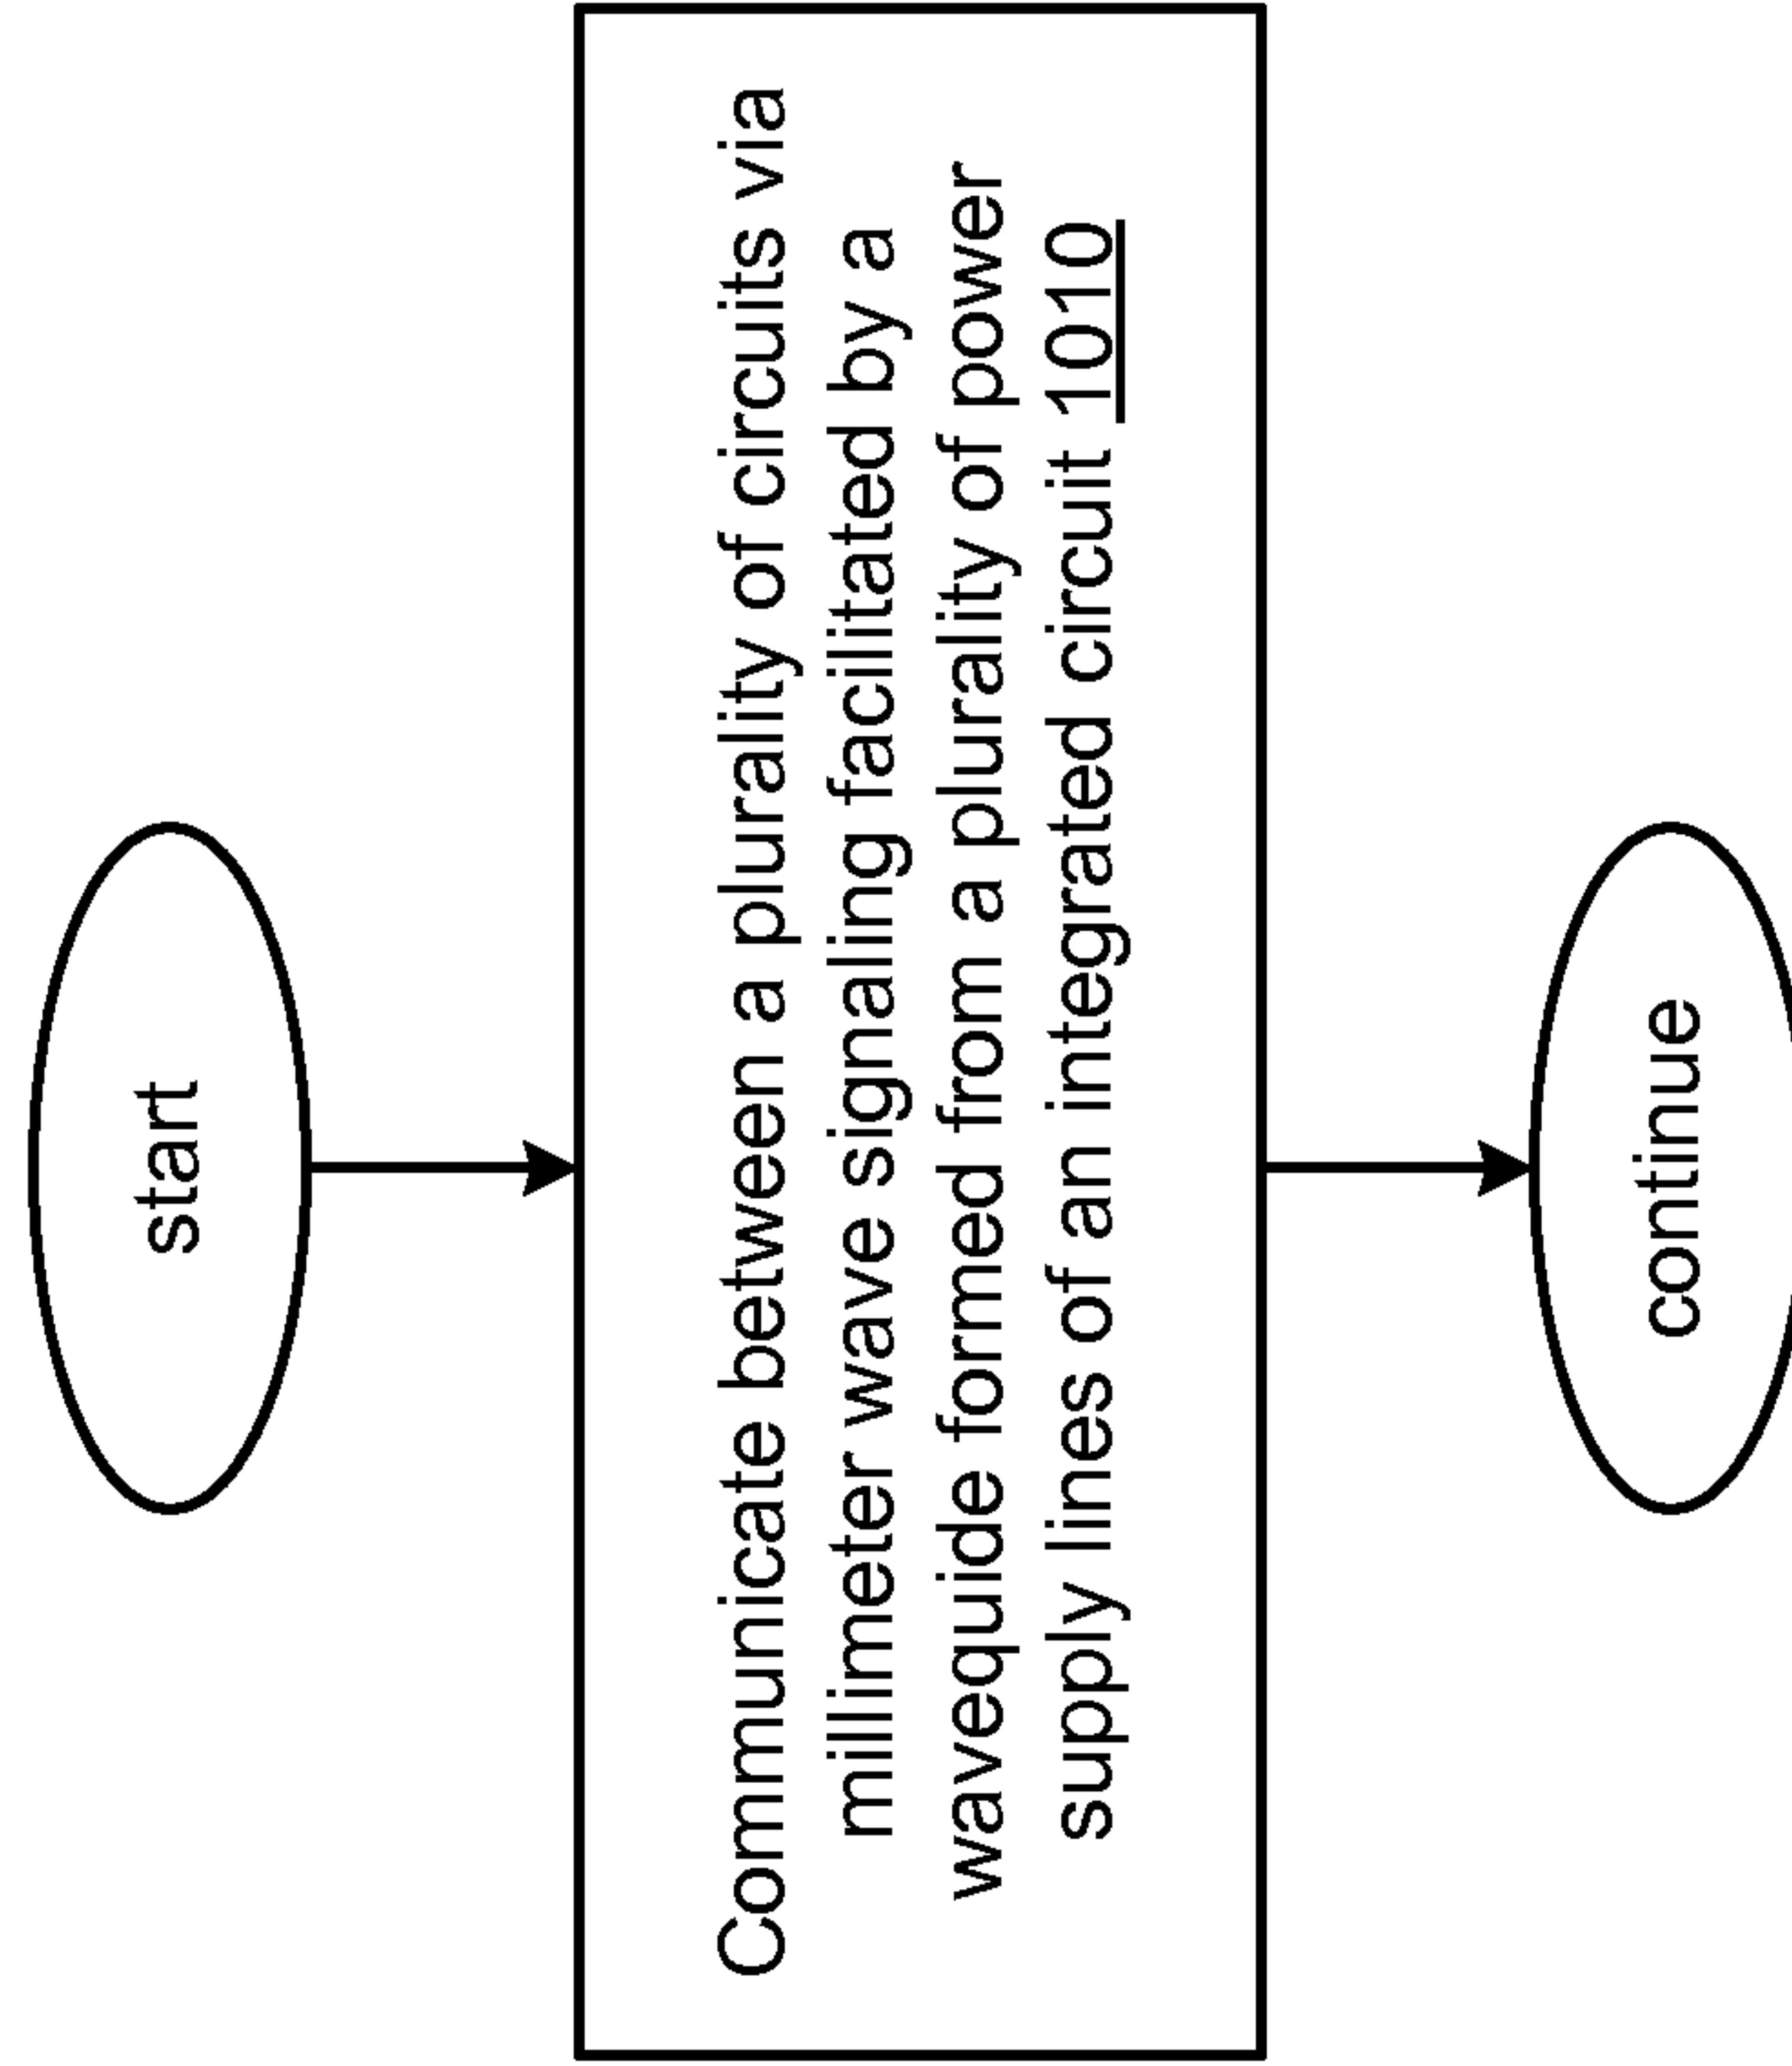 start
Communicate between a plurality of circuits via
millimeter wave signaling facilitated by a
wavequide formed from a plurality of power
supply lines of an integrated circuit 1010
continue